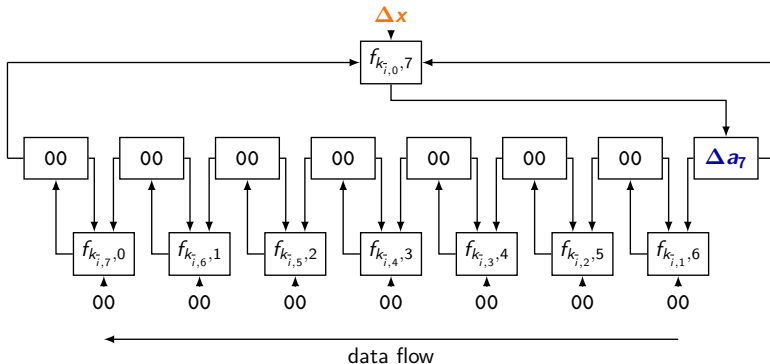 Δx
f_{k_{ī,0},7}
00 00 00 00 00 00 00 Δa₇
f_{k_{ī,7},0} f_{k_{ī,6},1} f_{k_{ī,5},2} f_{k_{ī,4},3} f_{k_{ī,3},4} f_{k_{ī,2},5} f_{k_{ī,1},6}
00 00 00 00 00 00 00
data flow